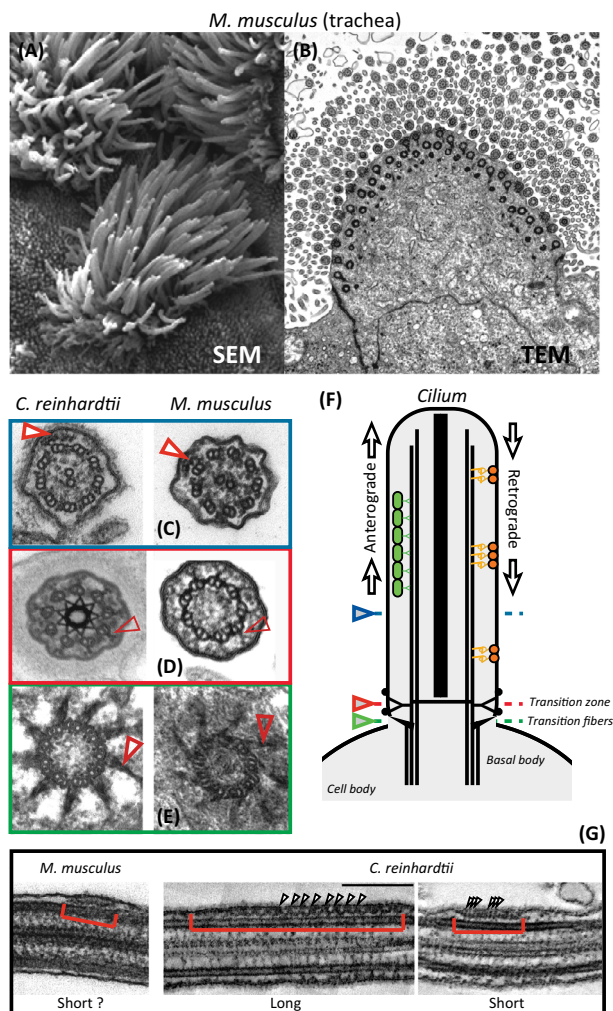 M. musculus (trachea)
(A)
(B)
SEM
TEM
C. reinhardtii
M. musculus
(C)
(D)
(E)
(F)
Cilium
Anterograde
Retrograde
Transition zone
Transition fibers
Basal body
Cell body
(G)
M. musculus
C. reinhardtii
Short ?
Long
Short